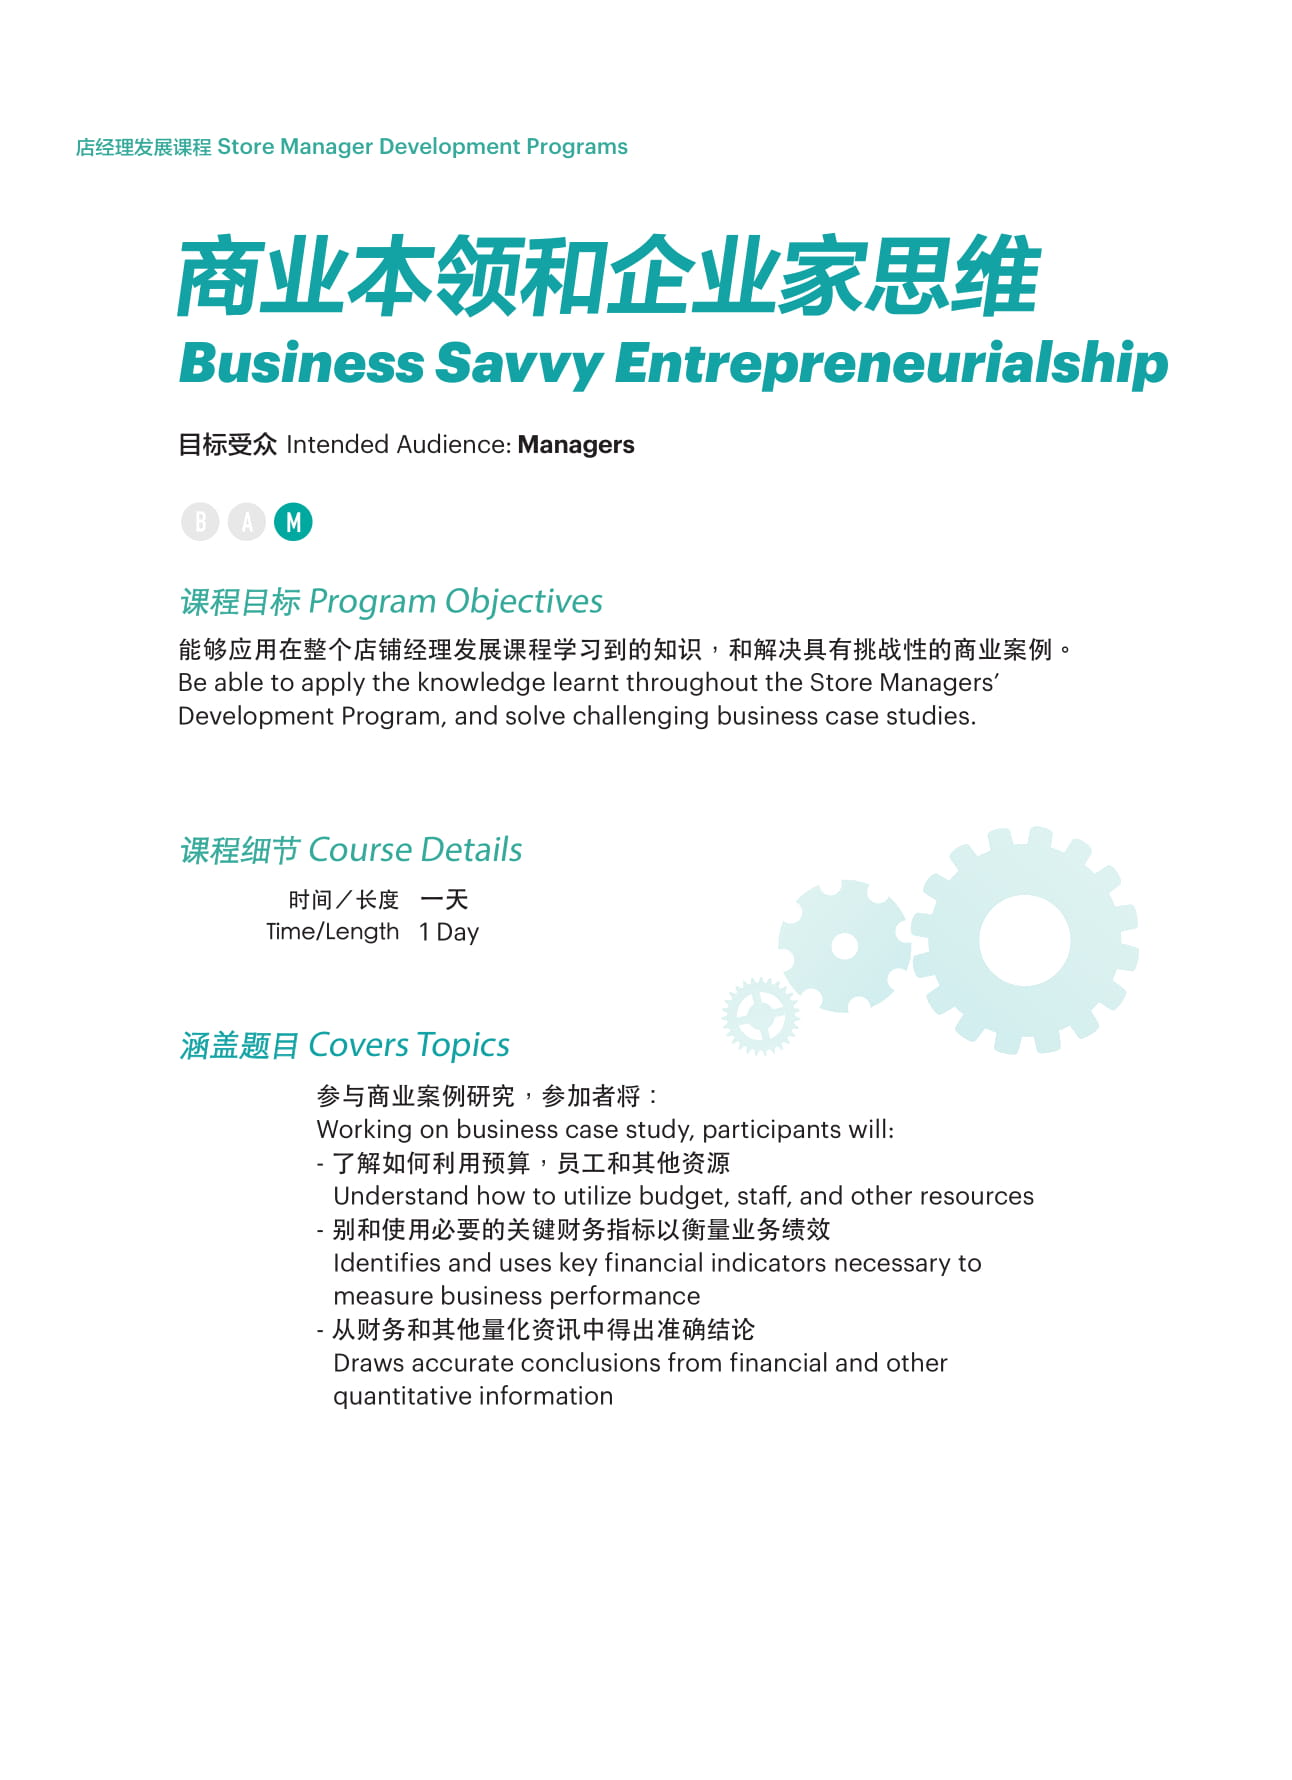 店经理发展课程 Store Manager Development Programs
商业本领和企业家思维
Business Savvy Entrepreneurialship
目标受众 Intended Audience: Managers
B A M
课程目标 Program Objectives
能够应用在整个店铺经理发展课程学习到的知识，和解决具有挑战性的商业案例。
Be able to apply the knowledge learnt throughout the Store Managers’
Development Program, and solve challenging business case studies.
课程细节 Course Details
时间／长度 一天
Time/Length 1 Day
涵盖题目 Covers Topics
参与商业案例研究，参加者将：
Working on business case study, participants will:
- 了解如何利用预算，员工和其他资源
Understand how to utilize budget, staff, and other resources
- 别和使用必要的关键财务指标以衡量业务绩效
Identifies and uses key financial indicators necessary to
measure business performance
- 从财务和其他量化资讯中得出准确结论
Draws accurate conclusions from financial and other
quantitative information